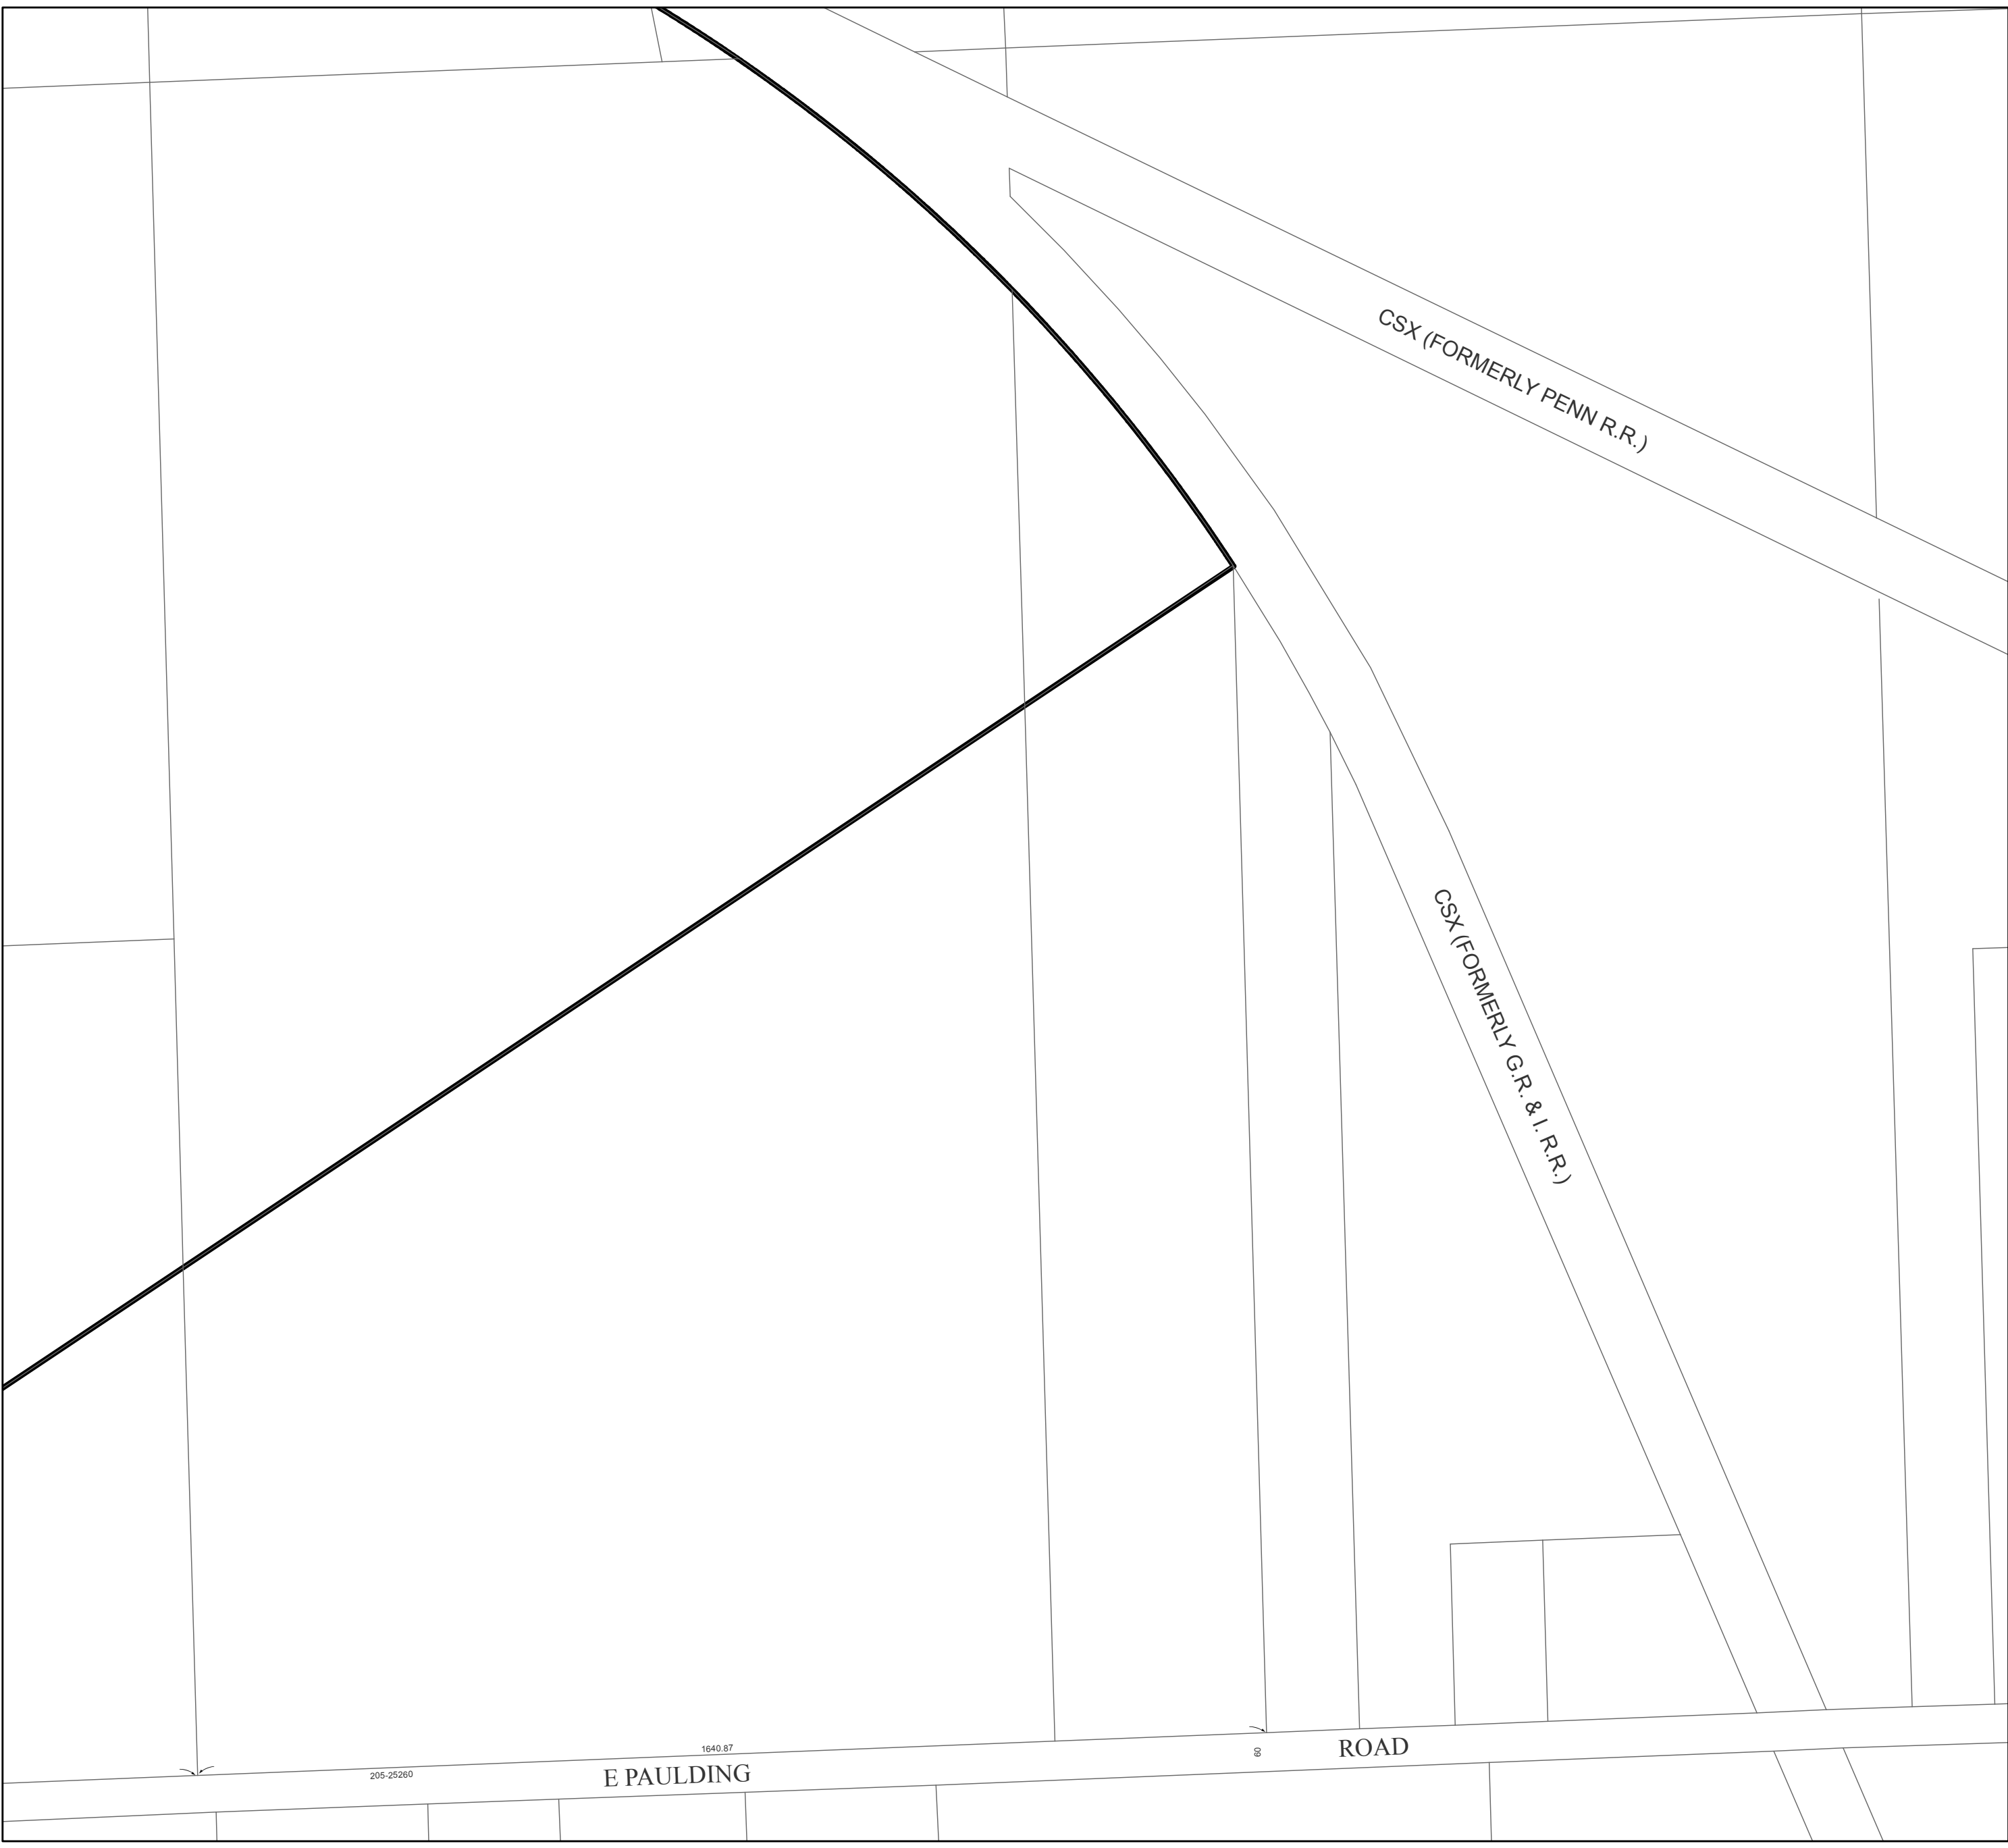 CSX (FORMERLY PENN R.R.)
CSX (FORMERLY G.R. & I. R.R.)
1640.87
60
ROAD
205-25260
E PAULDING